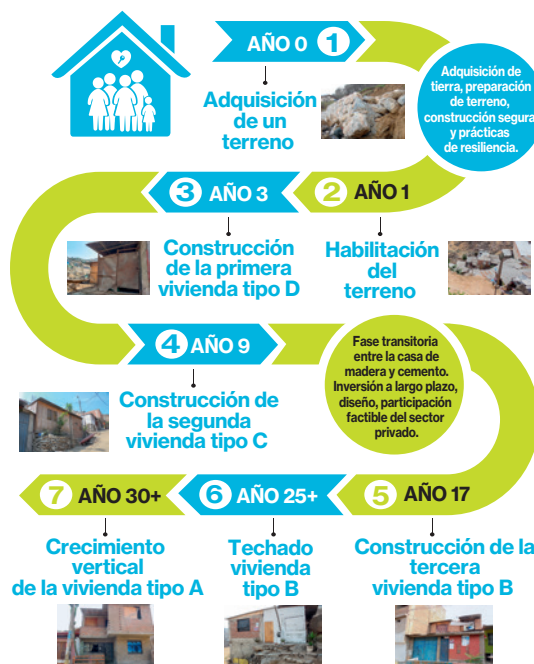 AÑO 0 1
Adquisición
de un
terreno
Adquisición de
tierra, preparación
de terreno,
construcción segura
y prácticas
de resiliencia.
2 AÑO 1
Habilitación
del
terreno
3 AÑO 3
Construcción
de la primera
vivienda tipo D
4 AÑO 9
Construcción de
la segunda
vivienda tipo C
Fase transitoria
entre la casa de
madera y cemento.
Inversión a largo plazo,
diseño, participación
factible del sector
privado.
5 AÑO 17
Construcción de la
tercera
vivienda tipo B
6 AÑO 25+
Techado
vivienda
tipo B
7 AÑO 30+
Crecimiento
vertical
de la vivienda tipo A